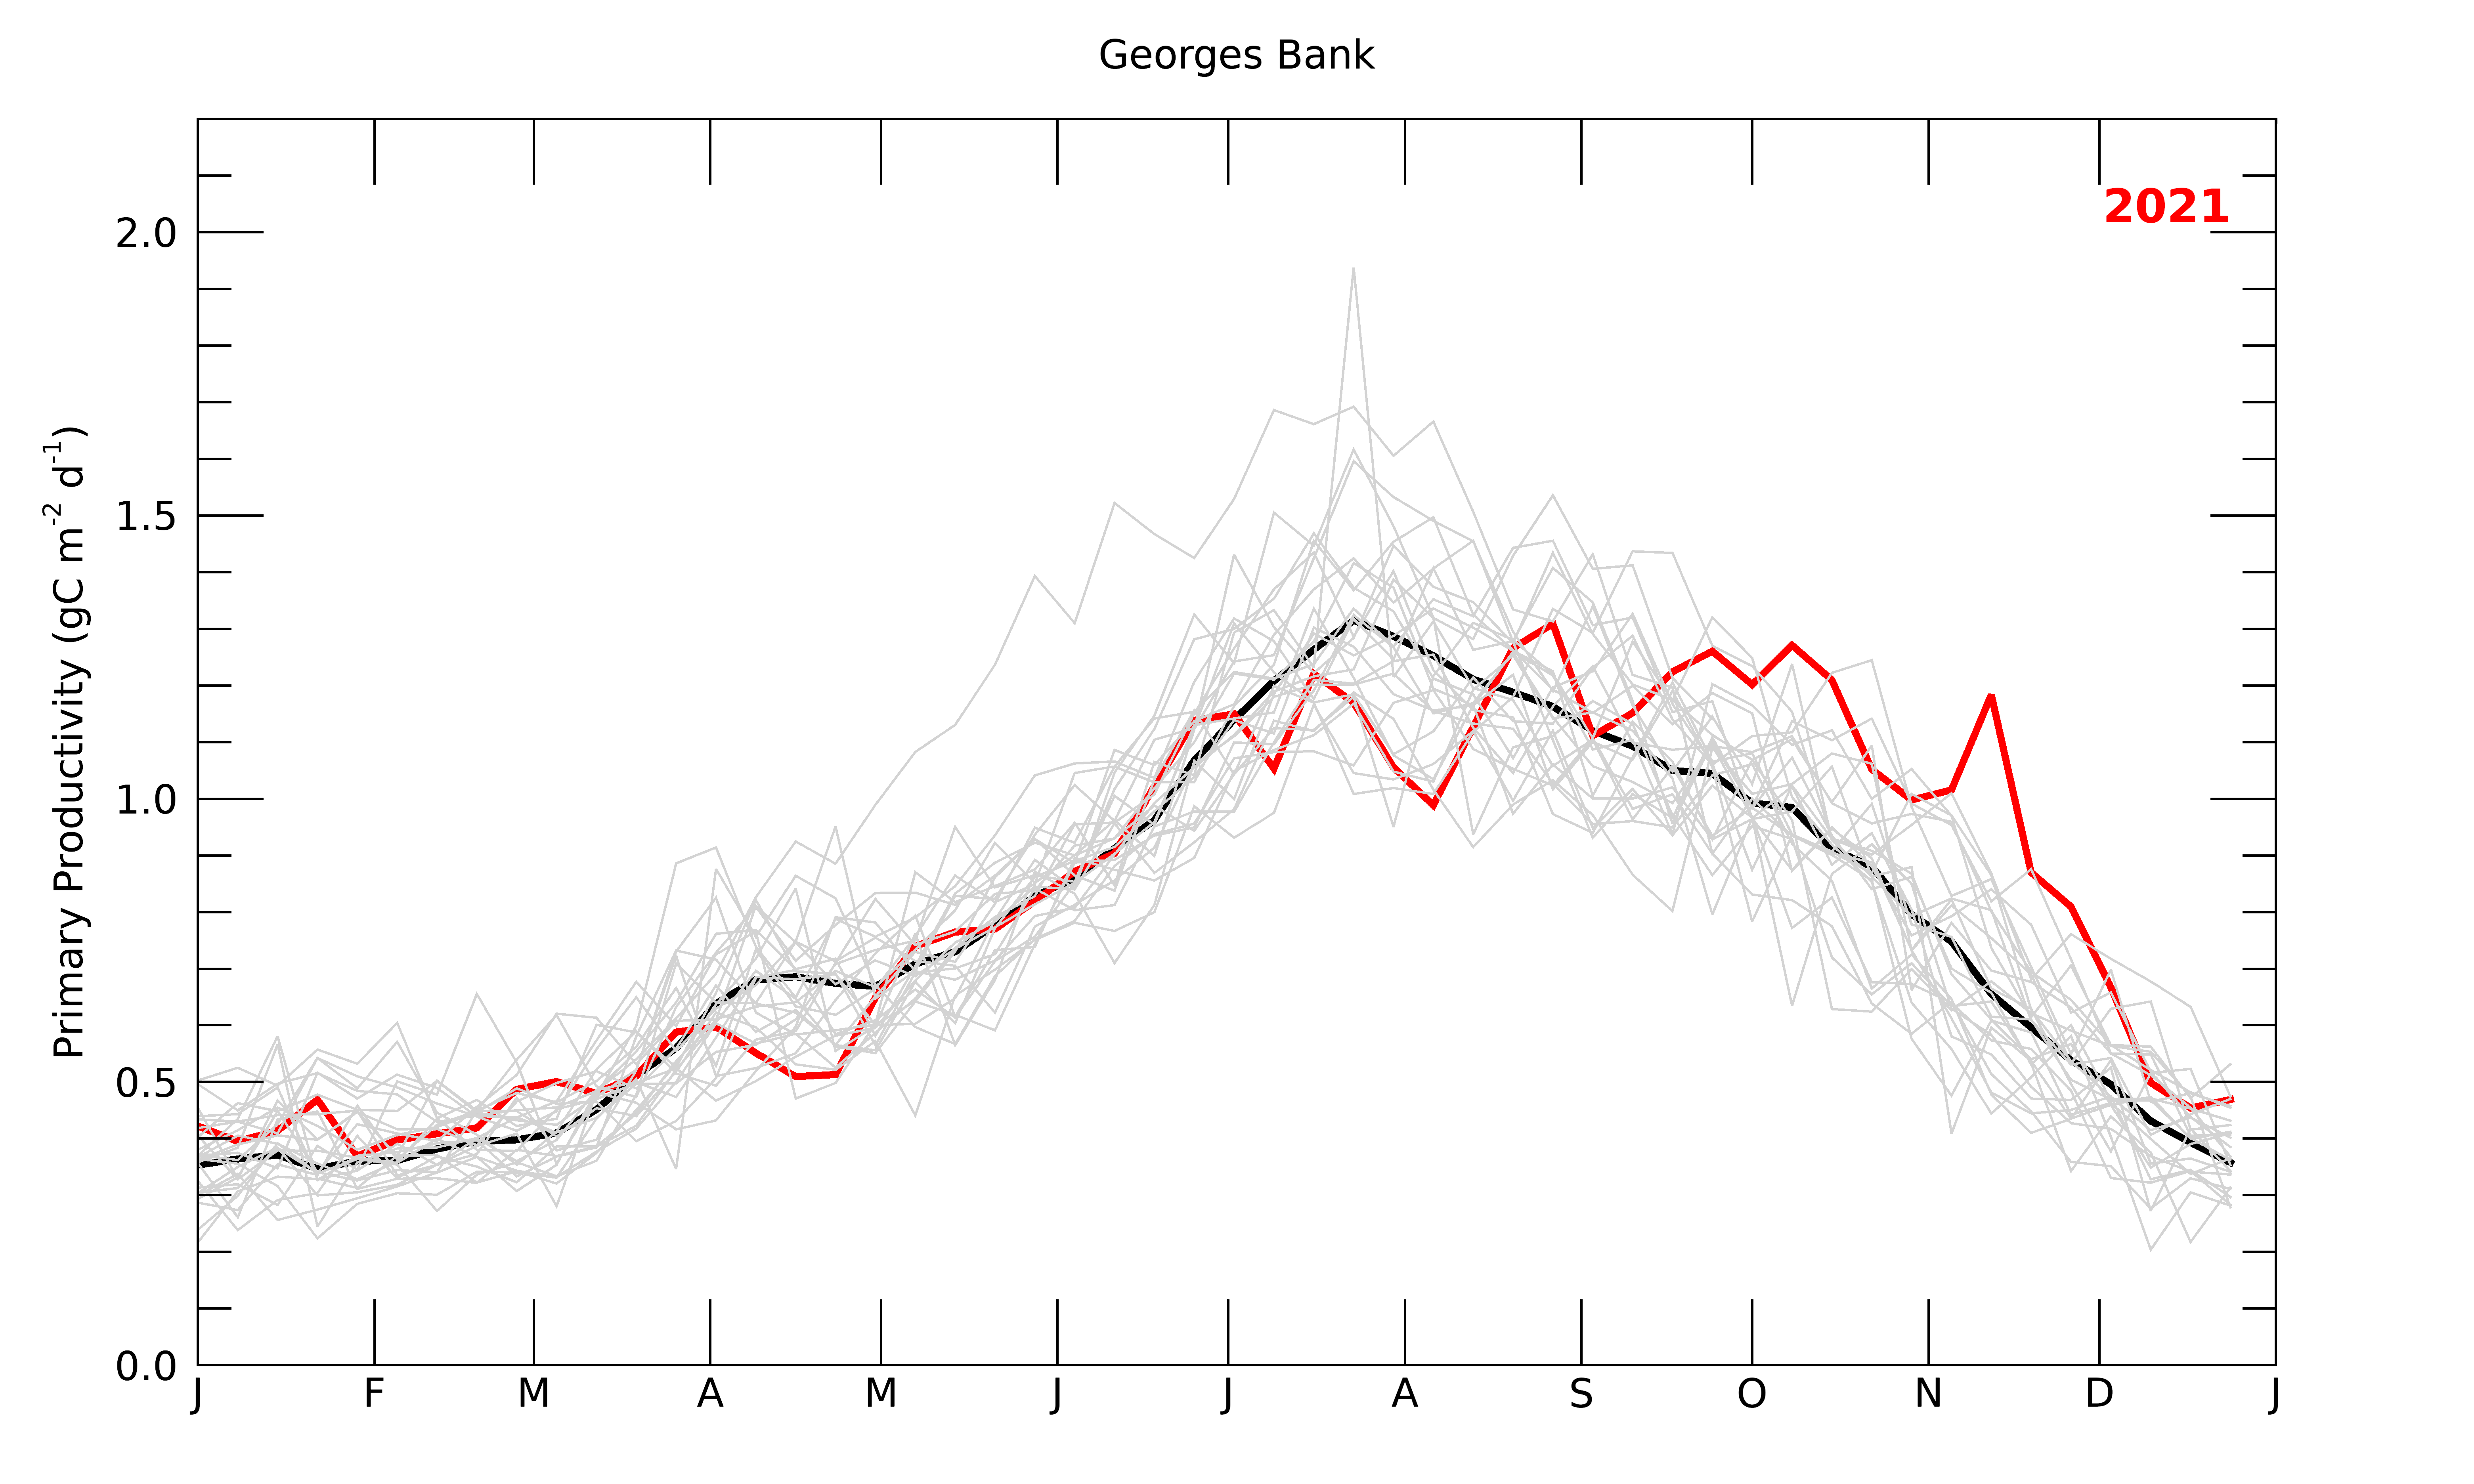 Georges Bank
2021
Primary Productivity (gC m⁻² d⁻¹)
2.0
1.5
1.0
0.5
0.0
J F M A M J J A S O N D J